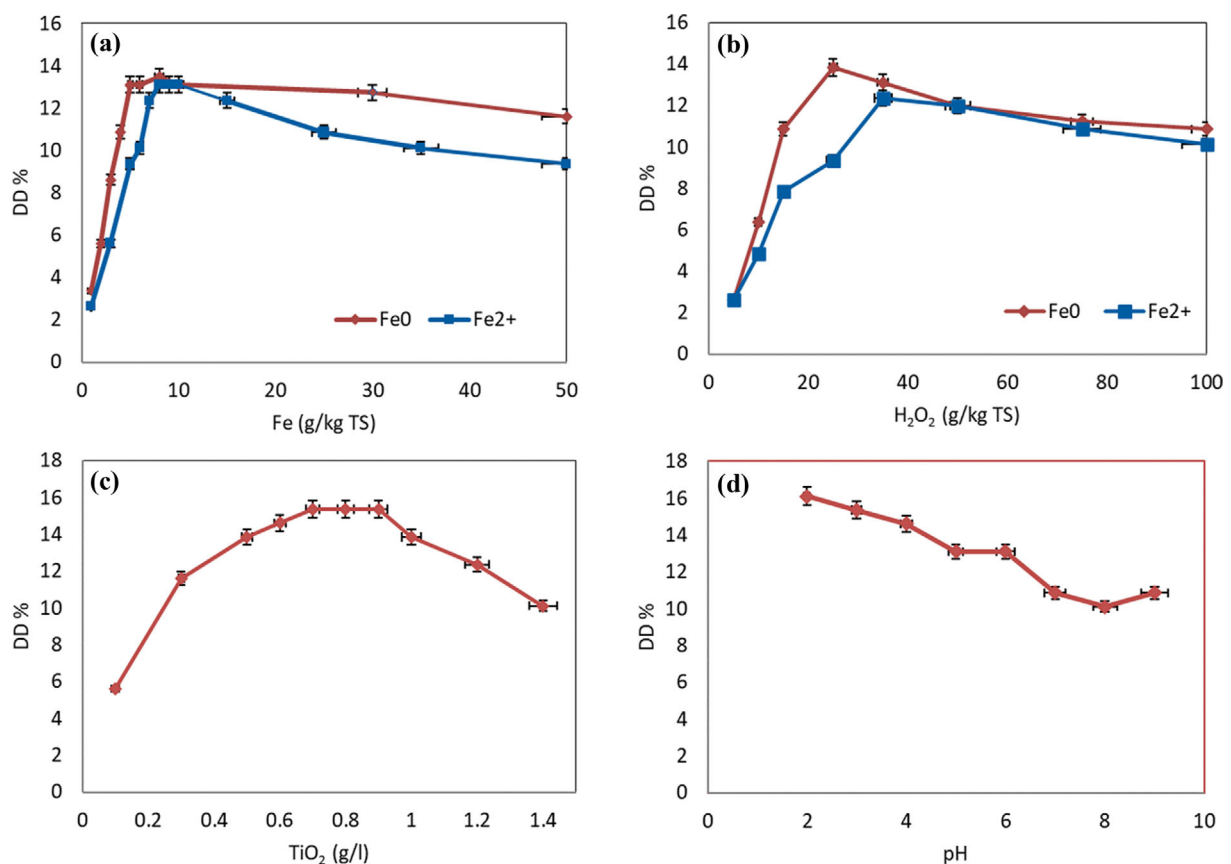 (a)
16
14
12
10
8
6
4
2
0
DD %
Fe0 Fe2+
0 10 20 30 40 50
Fe (g/kg TS)
(b)
16
14
12
10
8
6
4
2
0
DD %
Fe0 Fe2+
0 20 40 60 80 100
H₂O₂ (g/kg TS)
(c)
18
16
14
12
10
8
6
4
2
0
DD %
0 0.2 0.4 0.6 0.8 1 1.2 1.4
TiO₂ (g/l)
(d)
18
16
14
12
10
8
6
4
2
0
DD %
0 2 4 6 8 10
pH